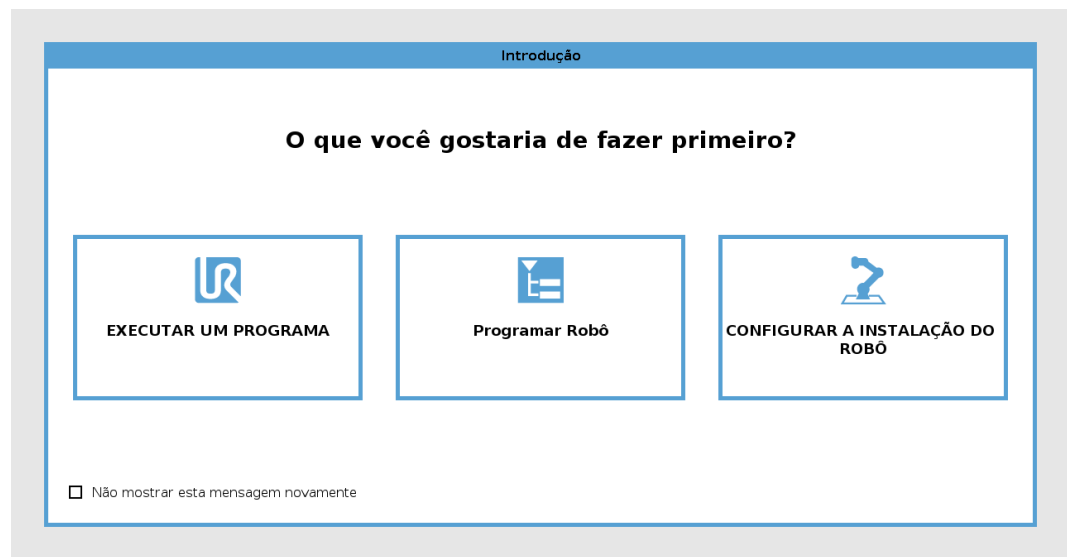 Introdução
O que você gostaria de fazer primeiro?
UR
EXECUTAR UM PROGRAMA
Programar Robô
CONFIGURAR A INSTALAÇÃO DO
ROBÔ
Não mostrar esta mensagem novamente